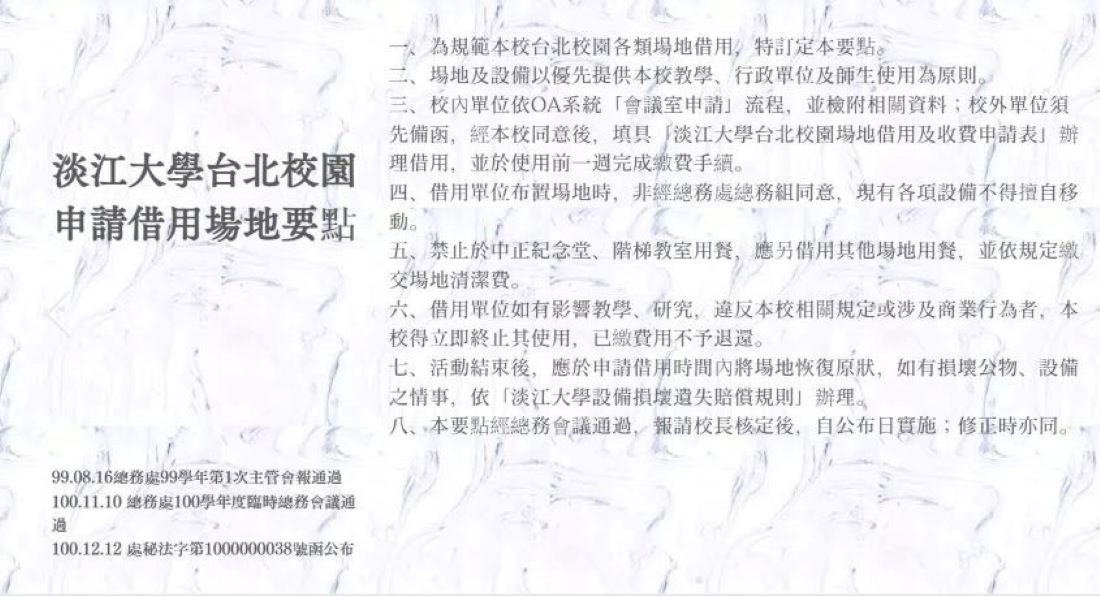 淡江大學台北校園
申請借用場地要點
99.08.16總務處99學年第1次主管會報通過
100.11.10 總務處100學年度臨時總務會議通
過
100.12.12 處秘法字第1000000038號函公布
一、為規範本校台北校園各類場地借用，特訂定本要點。
二、場地及設備以優先提供本校教學、行政單位及師生使用為原則。
三、校內單位依OA系統「會議室申請」流程，並檢附相關資料；校外單位須
先備函，經本校同意後，填具「淡江大學台北校園場地借用及收費申請表」辦
理借用，並於使用前一週完成繳費手續。
四、借用單位布置場地時，非經總務處總務組同意，現有各項設備不得擅自移
動。
五、禁止於中正紀念堂、階梯教室用餐，應另借用其他場地用餐，並依規定繳
交場地清潔費。
六、借用單位如有影響教學、研究，違反本校相關規定或涉及商業行為者，本
校得立即終止其使用，已繳費用不予退還。
七、活動結束後，應於申請借用時間內將場地恢復原狀，如有損壞公物、設備
之情事，依「淡江大學設備損壞遺失賠償規則」辦理。
八、本要點經總務會議通過，報請校長核定後，自公布日實施；修正時亦同。